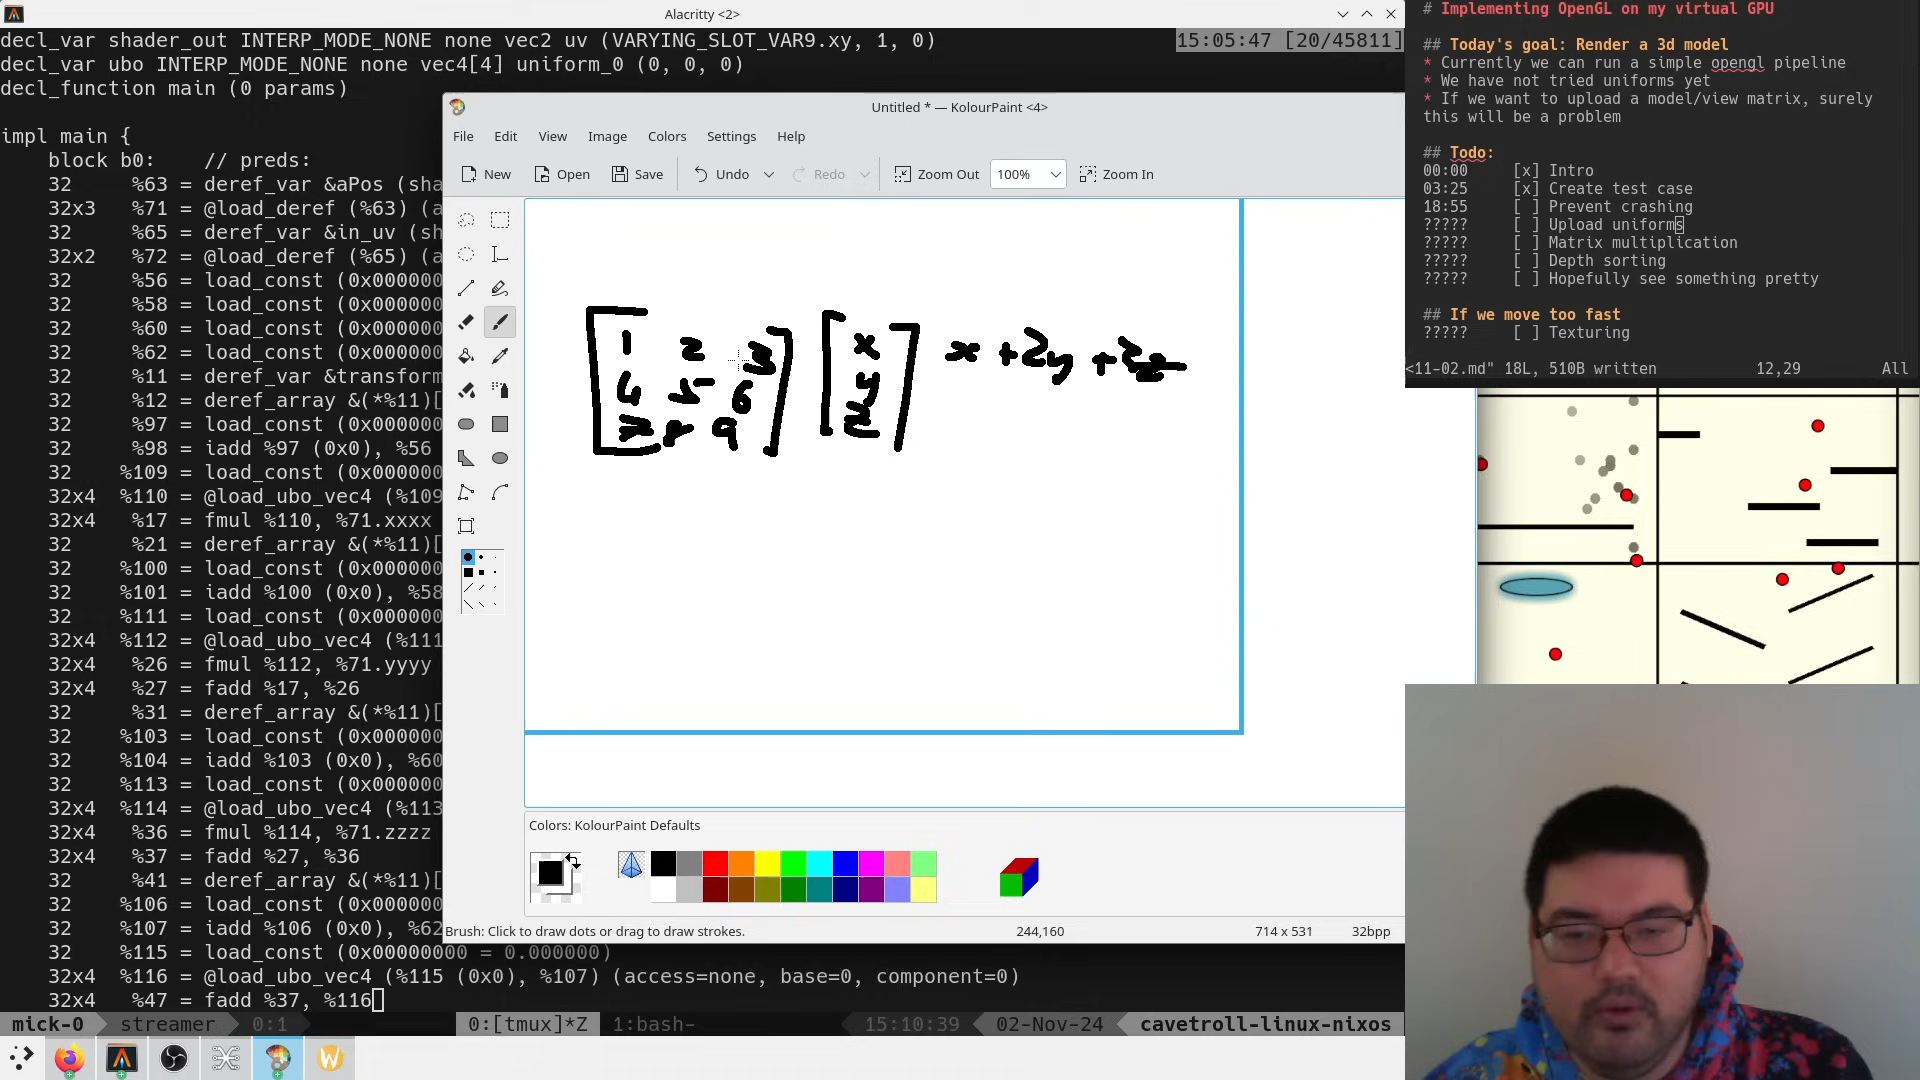 Alacritty <2>
decl_var shader_out INTERP_MODE_NONE none vec2 uv (VARYING_SLOT_VAR9.xy, 1, 0)
15:05:47 [20/45811]
decl_var ubo INTERP_MODE_NONE none vec4[4] uniform_0 (0, 0, 0)
decl_function main (0 params)
impl main {
block b0: // preds:
32 %63 = deref_var &aPos (sha
32x3 %71 = @load_deref (%63) (a
32 %65 = deref_var &in_uv (sh
32x2 %72 = @load_deref (%65) (a
32 %56 = load_const (0x0000000
32 %58 = load_const (0x0000000
32 %60 = load_const (0x0000000
32 %62 = load_const (0x0000000
32 %11 = deref_var &transform
32 %12 = deref_array &(*%11)[
32 %97 = load_const (0x0000000
32 %98 = iadd %97 (0x0), %56
32 %109 = load_const (0x0000000
32x4 %110 = @load_ubo_vec4 (%109
32x4 %17 = fmul %110, %71.xxxx
32 %21 = deref_array &(*%11)[
32 %100 = load_const (0x0000000
32 %101 = iadd %100 (0x0), %58
32 %111 = load_const (0x0000000
32x4 %112 = @load_ubo_vec4 (%111
32x4 %26 = fmul %112, %71.yyyy
32x4 %27 = fadd %17, %26
32 %31 = deref_array &(*%11)[
32 %103 = load_const (0x0000000
32 %104 = iadd %103 (0x0), %60
32 %113 = load_const (0x0000000
32x4 %114 = @load_ubo_vec4 (%113
32x4 %36 = fmul %114, %71.zzzz
32x4 %37 = fadd %27, %36
32 %41 = deref_array &(*%11)[
32 %106 = load_const (0x0000000
32 %107 = iadd %106 (0x0), %62
32 %115 = load_const (0x00000000 = 0.000000)
32x4 %116 = @load_ubo_vec4 (%115 (0x0), %107) (access=none, base=0, component=0)
32x4 %47 = fadd %37, %116
mick-0 streamer 0:1 0:[tmux]*Z 1:bash- 15:10:39 02-Nov-24 cavetroll-linux-nixos
Untitled * — KolourPaint <4>
File Edit View Image Colors Settings Help
New Open Save Undo Redo Zoom Out 100% Zoom In
1 2 3 x x + 2y + 3z
4 5 6 y
7 8 9 z
Colors: KolourPaint Defaults
Brush: Click to draw dots or drag to draw strokes.
244,160
714 x 531
32bpp
# Implementing OpenGL on my virtual GPU
## Today's goal: Render a 3d model
* Currently we can run a simple opengl pipeline
* We have not tried uniforms yet
* If we want to upload a model/view matrix, surely
this will be a problem
## Todo:
00:00 [x] Intro
03:25 [x] Create test case
18:55 [ ] Prevent crashing
????? [ ] Upload uniforms
????? [ ] Matrix multiplication
????? [ ] Depth sorting
????? [ ] Hopefully see something pretty
## If we move too fast
????? [ ] Texturing
<11-02.md" 18L, 510B written 12,29 All